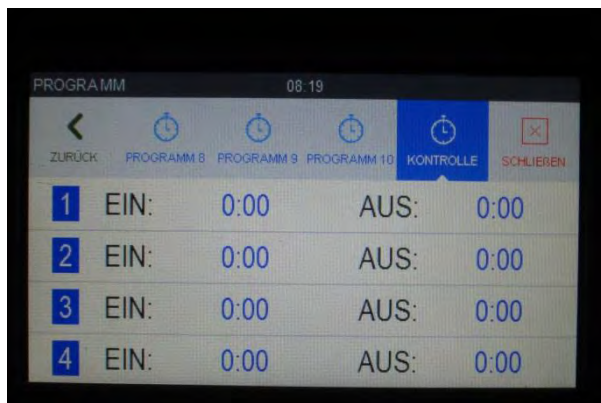 PROGRAMM 08:19
ZURÜCK PROGRAMM 8 PROGRAMM 9 PROGRAMM 10 KONTROLLE SCHLIEßEN
1 EIN: 0:00 AUS: 0:00
2 EIN: 0:00 AUS: 0:00
3 EIN: 0:00 AUS: 0:00
4 EIN: 0:00 AUS: 0:00